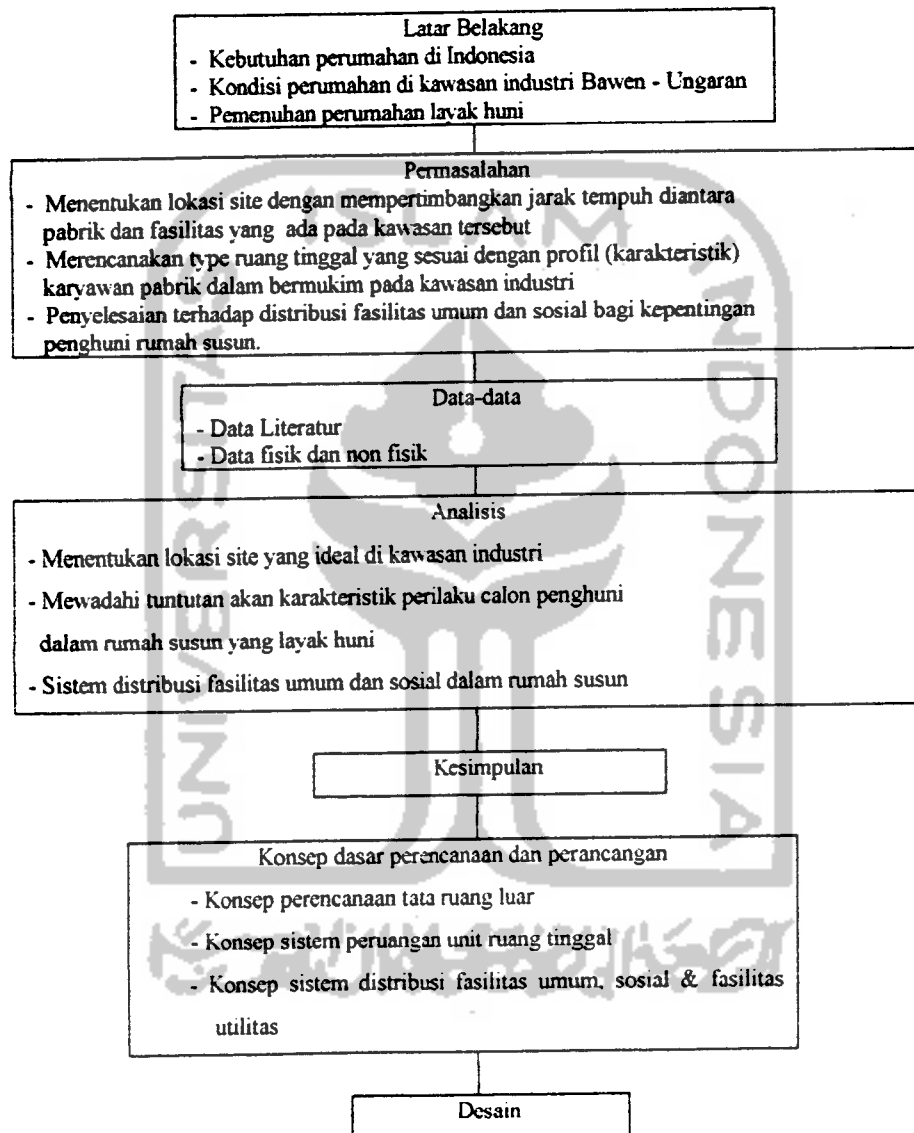 Latar Belakang
- Kebutuhan perumahan di Indonesia
- Kondisi perumahan di kawasan industri Bawen - Ungaran
- Pemenuhan perumahan layak huni
Permasalahan
- Menentukan lokasi site dengan mempertimbangkan jarak tempuh diantara
pabrik dan fasilitas yang ada pada kawasan tersebut
- Merencanakan type ruang tinggal yang sesuai dengan profil (karakteristik)
karyawan pabrik dalam bermukim pada kawasan industri
- Penyelesaian terhadap distribusi fasilitas umum dan sosial bagi kepentingan
penghuni rumah susun.
Data-data
- Data Literatur
- Data fisik dan non fisik
Analisis
- Menentukan lokasi site yang ideal di kawasan industri
- Mewadahi tuntutan akan karakteristik perilaku calon penghuni
dalam rumah susun yang layak huni
- Sistem distribusi fasilitas umum dan sosial dalam rumah susun
Kesimpulan
Konsep dasar perencanaan dan perancangan
- Konsep perencanaan tata ruang luar
- Konsep sistem peruangan unit ruang tinggal
- Konsep sistem distribusi fasilitas umum, sosial & fasilitas
utilitas
Desain
UNIVERSITAS
ISLAM
INDONESIA